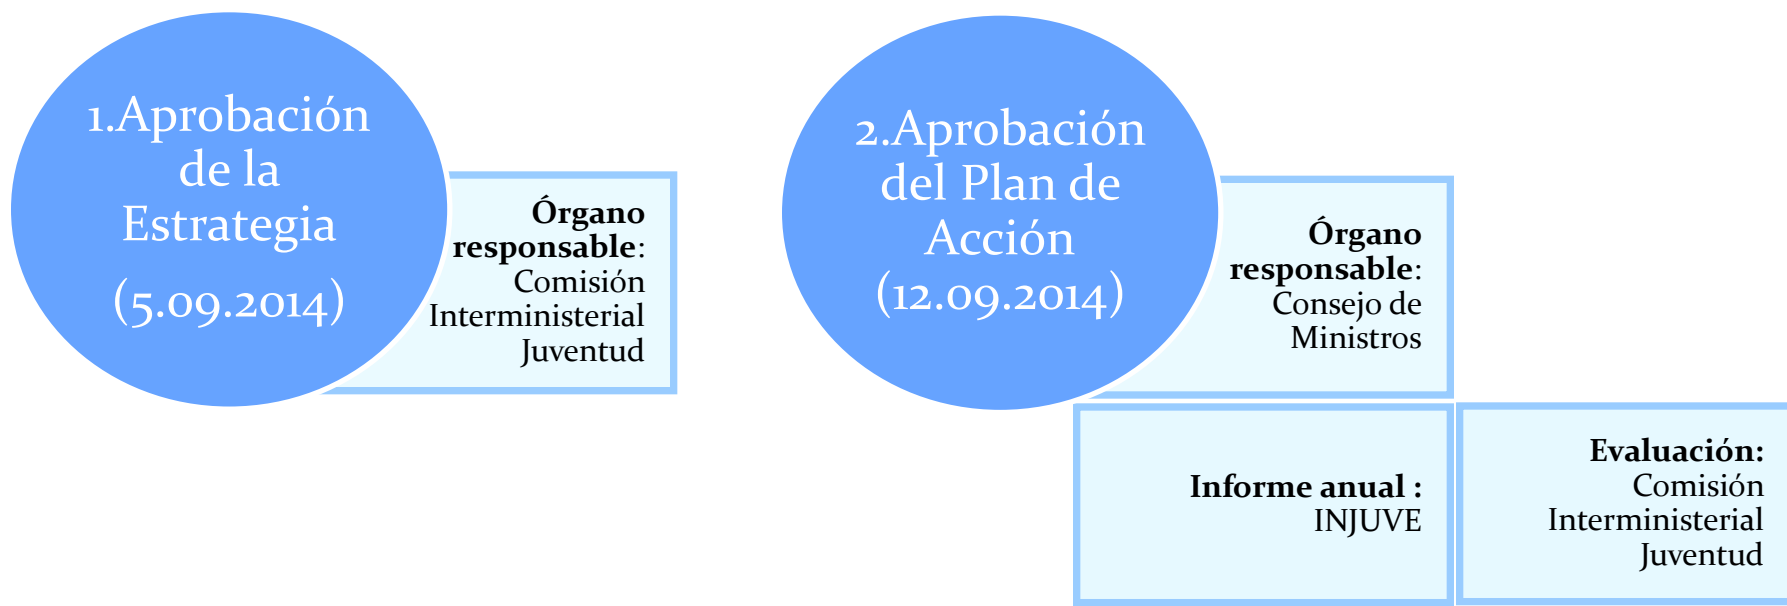 1.Aprobación
de la
Estrategia
(5.09.2014)
Órgano
responsable:
Comisión
Interministerial
Juventud
2.Aprobación
del Plan de
Acción
(12.09.2014)
Órgano
responsable:
Consejo de
Ministros
Informe anual :
INJUVE
Evaluación:
Comisión
Interministerial
Juventud